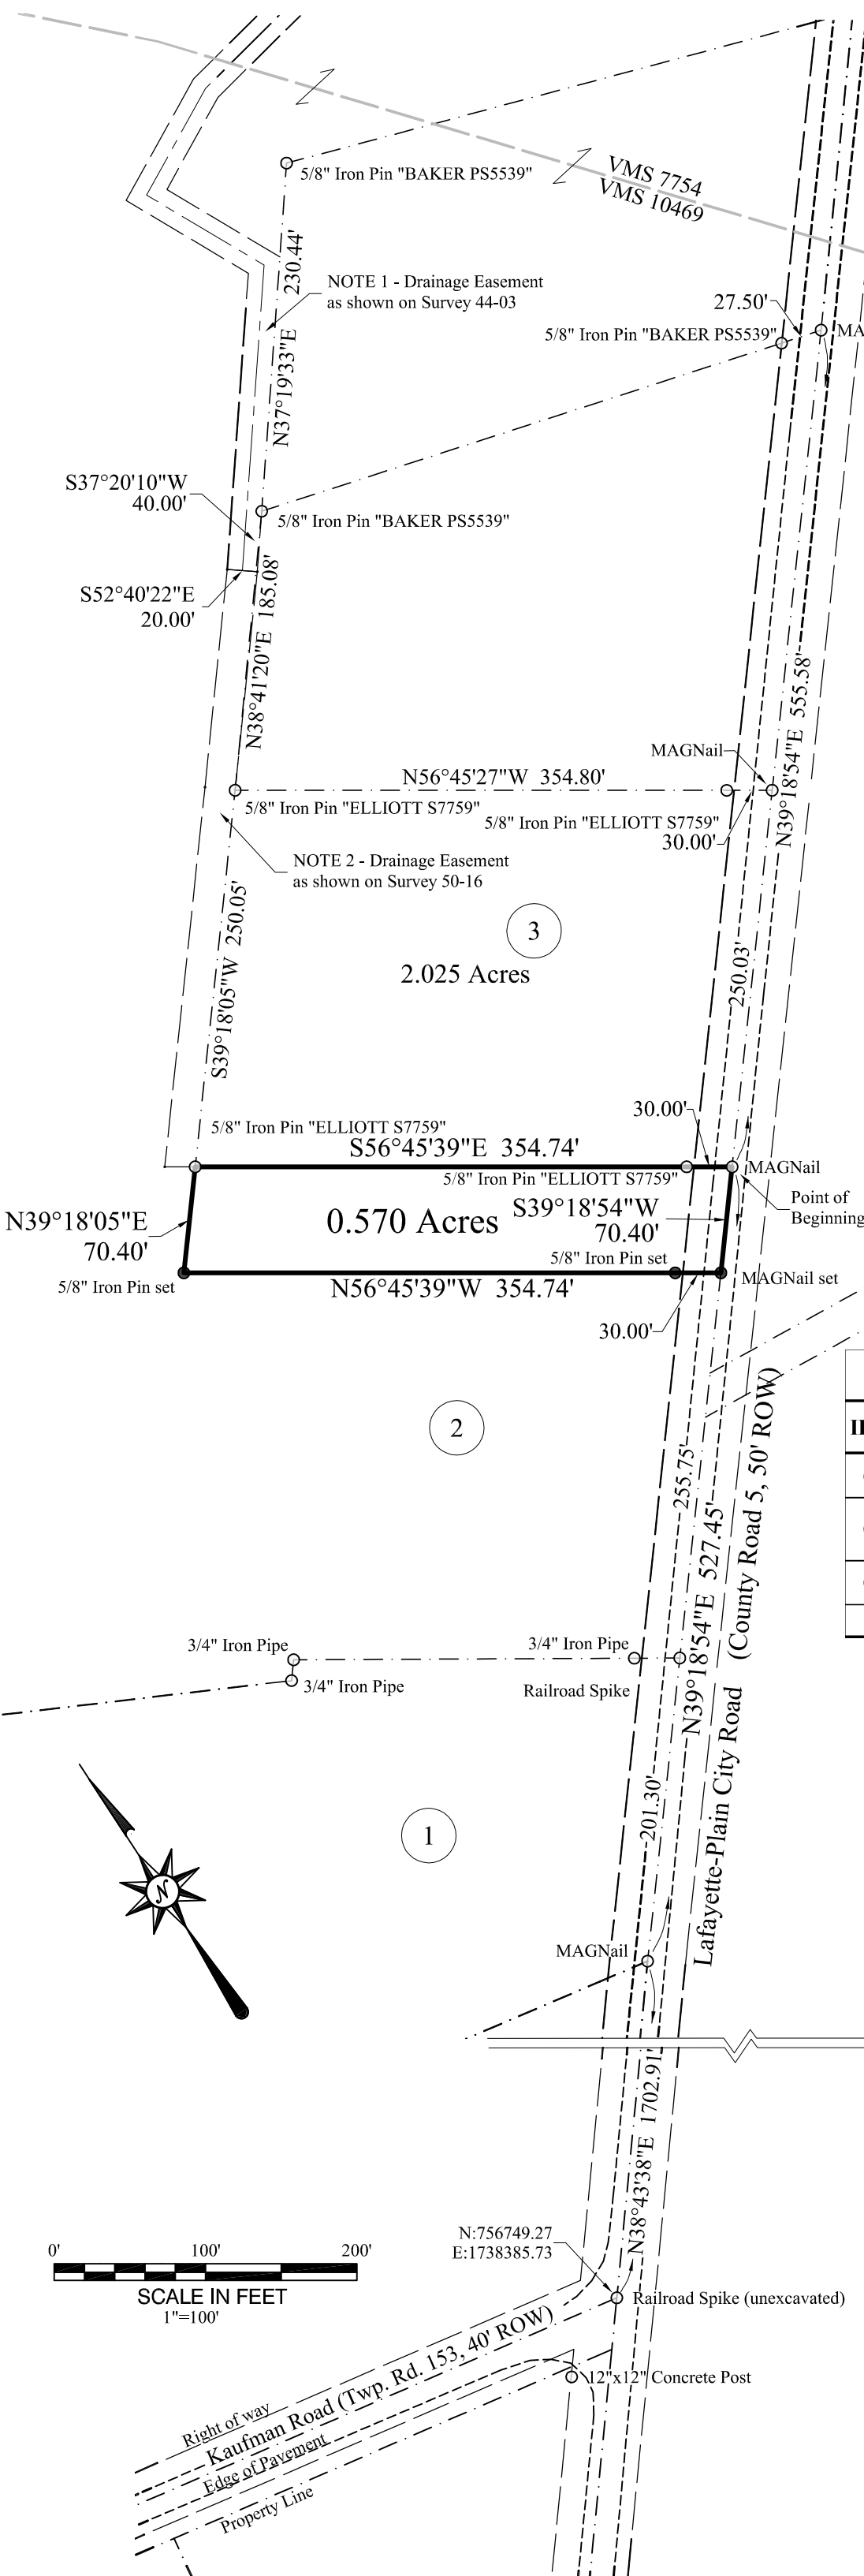 5/8" Iron Pin "BAKER PS5539"
VMS 7754
VMS 10469
230.44'
NOTE 1 - Drainage Easement
as shown on Survey 44-03
27.50'
5/8" Iron Pin "BAKER PS5539"
MA
N37°19'33"E
S37°20'10"W
40.00'
5/8" Iron Pin "BAKER PS5539"
S52°40'22"E
20.00'
N38°41'20"E 185.08'
N39°18'54"E 555.58'
MAGNail
N56°45'27"W 354.80'
5/8" Iron Pin "ELLIOTT S7759"
5/8" Iron Pin "ELLIOTT S7759"
30.00'
NOTE 2 - Drainage Easement
as shown on Survey 50-16
3
2.025 Acres
S39°18'05"W 250.05'
250.03'
30.00'
5/8" Iron Pin "ELLIOTT S7759"
S56°45'39"E 354.74'
MAGNail
5/8" Iron Pin "ELLIOTT S7759"
Point of
Beginning
N39°18'05"E
70.40'
0.570 Acres
S39°18'54"W
70.40'
5/8" Iron Pin set
5/8" Iron Pin set
MAGNail set
N56°45'39"W 354.74'
30.00'
2
255.75'
N39°18'54"E 527.45'
Lafayette-Plain City Road (County Road 5, 50' ROW)
3/4" Iron Pipe
3/4" Iron Pipe
3/4" Iron Pipe
Railroad Spike
201.30'
1
N
MAGNail
N38°43'38"E 1702.91'
N:756749.27
E:1738385.73
0' 100' 200'
SCALE IN FEET
1"=100'
Railroad Spike (unexcavated)
12"x12" Concrete Post
Right of way
Kaufman Road (Twp. Rd. 153, 40' ROW)
Edge of Pavement
Property Line